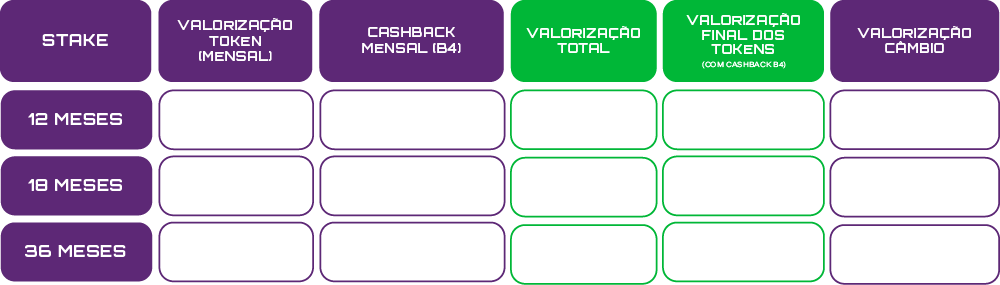 STAKE
VALORIZAÇÃO
TOKEN
(MENSAL)
CASHBACK
MENSAL (B4)
VALORIZAÇÃO
TOTAL
VALORIZAÇÃO
FINAL DOS
TOKENS
(COM CASHBACK B4)
VALORIZAÇÃO
CÂMBIO
12 MESES
18 MESES
36 MESES